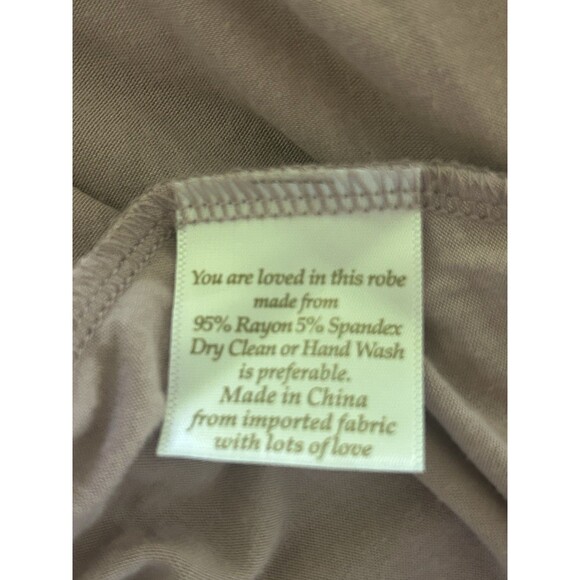 You are loved in this robe
made from
95% Rayon 5% Spandex
Dry Clean or Hand Wash
is preferable.
Made in China
from imported fabric
with lots of love